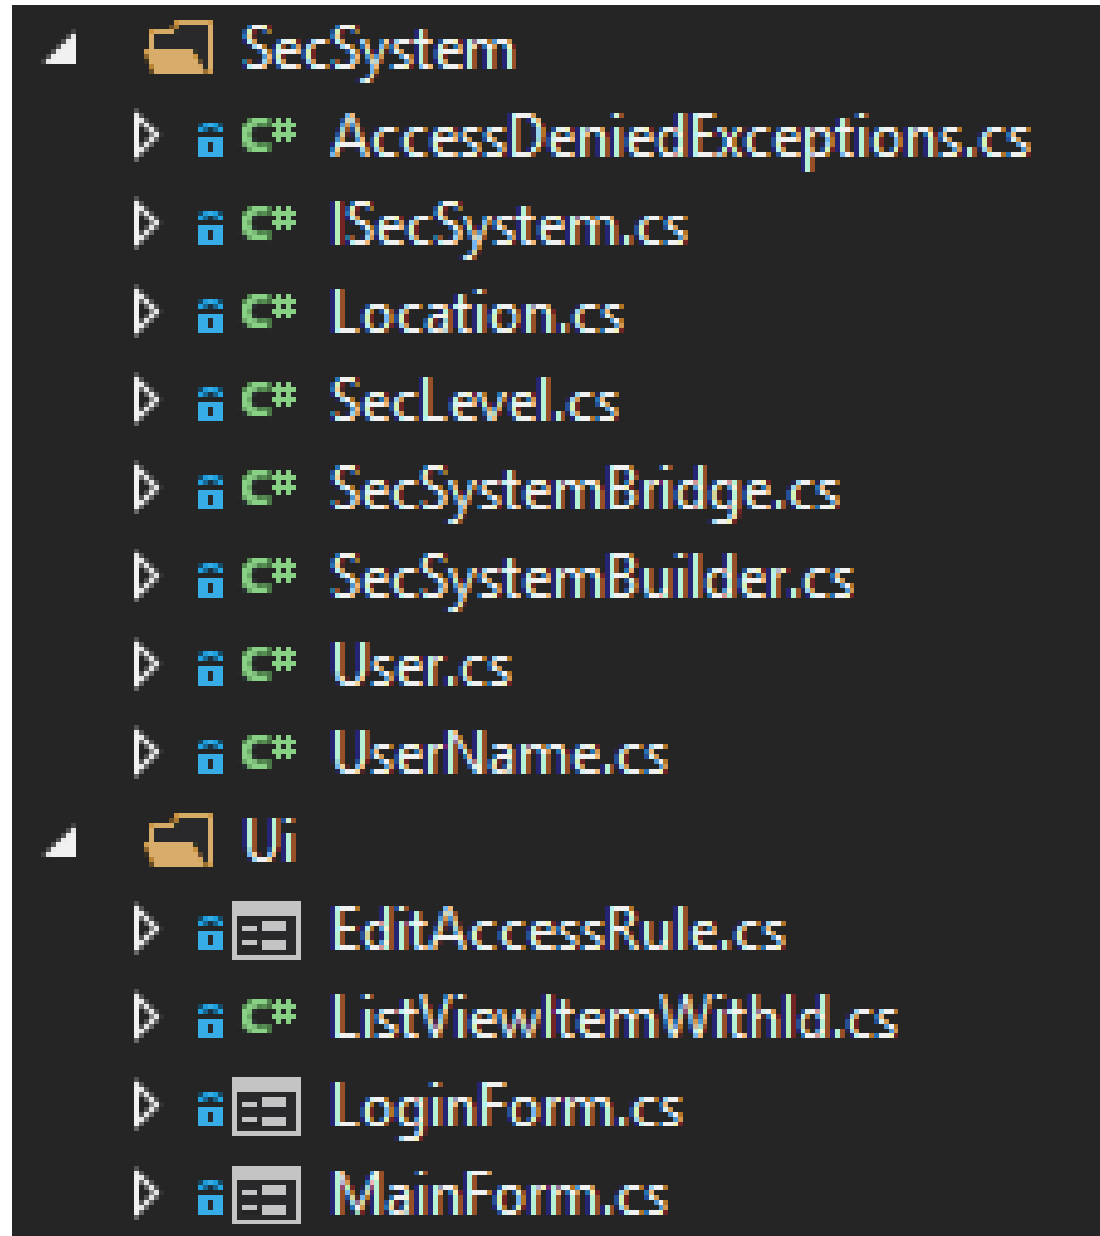 SecSystem
C# AccessDeniedExceptions.cs
C# ISecSystem.cs
C# Location.cs
C# SecLevel.cs
C# SecSystemBridge.cs
C# SecSystemBuilder.cs
C# User.cs
C# UserName.cs
Ui
EditAccessRule.cs
C# ListViewItemWithId.cs
LoginForm.cs
MainForm.cs